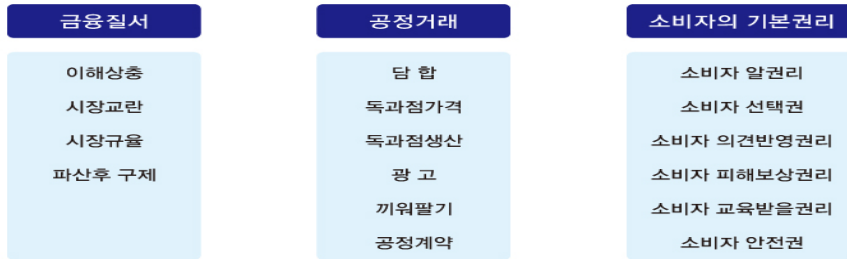 금융질서
이해상충
시장교란
시장규율
파산후 구제
공정거래
담 합
독과점가격
독과점생산
광 고
끼워팔기
공정계약
소비자의 기본권리
소비자 알권리
소비자 선택권
소비자 의견반영권리
소비자 피해보상권리
소비자 교육받을권리
소비자 안전권